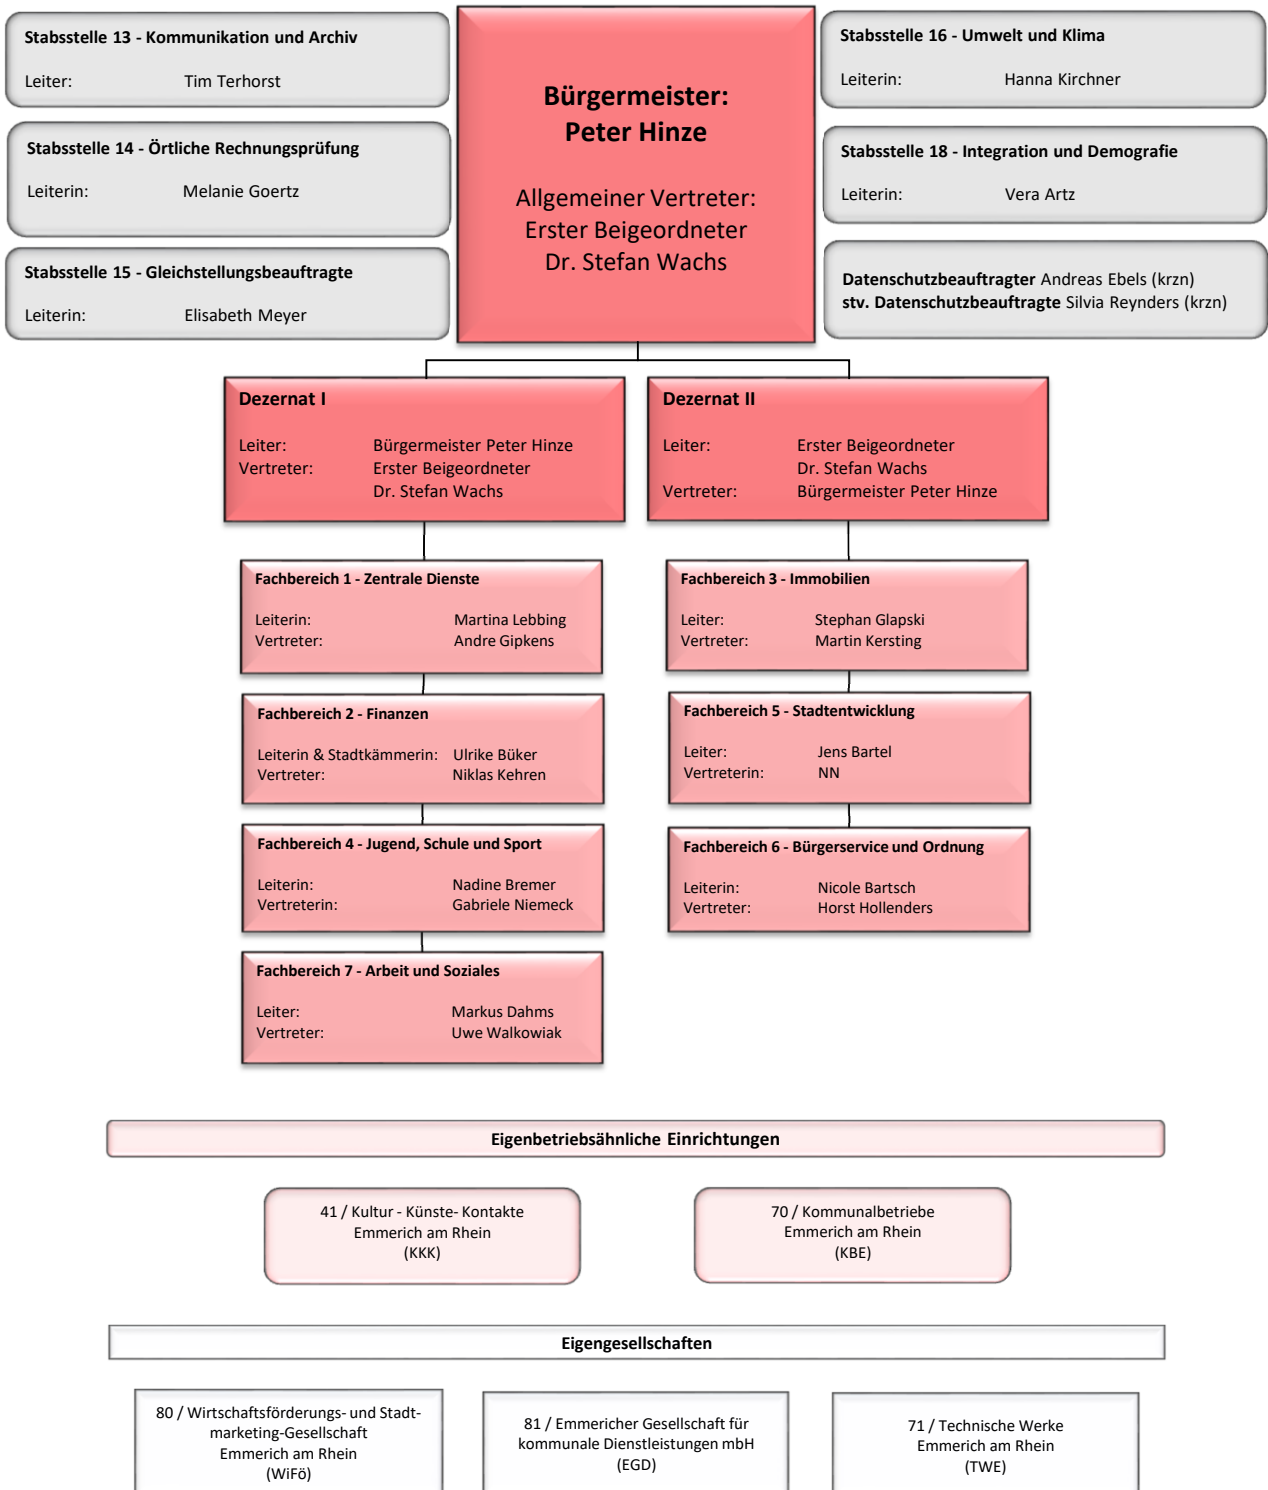 Stabsstelle 13 - Kommunikation und Archiv
Leiter: Tim Terhorst
Stabsstelle 14 - Örtliche Rechnungsprüfung
Leiterin: Melanie Goertz
Stabsstelle 15 - Gleichstellungsbeauftragte
Leiterin: Elisabeth Meyer
Bürgermeister:
Peter Hinze
Allgemeiner Vertreter:
Erster Beigeordneter
Dr. Stefan Wachs
Stabsstelle 16 - Umwelt und Klima
Leiterin: Hanna Kirchner
Stabsstelle 18 - Integration und Demografie
Leiterin: Vera Artz
Datenschutzbeauftragter Andreas Ebels (krzn)
stv. Datenschutzbeauftragte Silvia Reynders (krzn)
Dezernat I
Leiter: Bürgermeister Peter Hinze
Vertreter: Erster Beigeordneter
Dr. Stefan Wachs
Dezernat II
Leiter: Erster Beigeordneter
Dr. Stefan Wachs
Vertreter: Bürgermeister Peter Hinze
Fachbereich 1 - Zentrale Dienste
Leiterin: Martina Lebbing
Vertreter: Andre Gipkens
Fachbereich 2 - Finanzen
Leiterin & Stadtkämmerin: Ulrike Büker
Vertreter: Niklas Kehren
Fachbereich 4 - Jugend, Schule und Sport
Leiterin: Nadine Bremer
Vertreterin: Gabriele Niemeck
Fachbereich 7 - Arbeit und Soziales
Leiter: Markus Dahms
Vertreter: Uwe Walkowiak
Fachbereich 3 - Immobilien
Leiter: Stephan Glapski
Vertreter: Martin Kersting
Fachbereich 5 - Stadtentwicklung
Leiter: Jens Bartel
Vertreterin: NN
Fachbereich 6 - Bürgerservice und Ordnung
Leiterin: Nicole Bartsch
Vertreter: Horst Hollenders
Eigenbetriebsähnliche Einrichtungen
41 / Kultur - Künste- Kontakte
Emmerich am Rhein
(KKK)
70 / Kommunalbetriebe
Emmerich am Rhein
(KBE)
Eigengesellschaften
80 / Wirtschaftsförderungs- und Stadt-
marketing-Gesellschaft
Emmerich am Rhein
(WiFö)
81 / Emmericher Gesellschaft für
kommunale Dienstleistungen mbH
(EGD)
71 / Technische Werke
Emmerich am Rhein
(TWE)